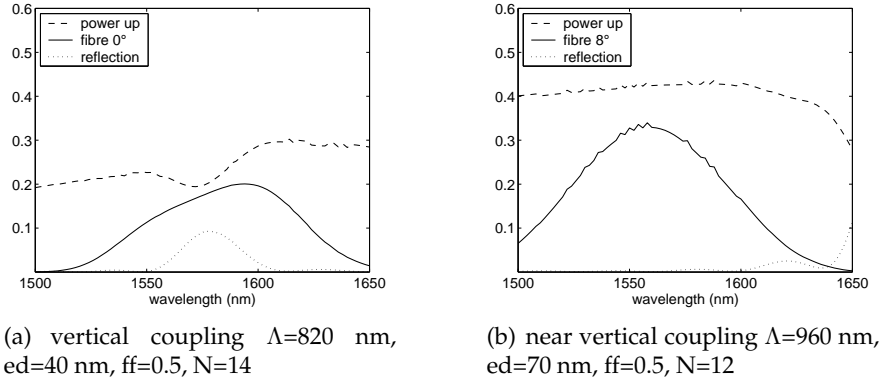 0.6
0.5
0.4
0.3
0.2
0.1
power up
fibre 0°
reflection
1500 1550 1600 1650
wavelength (nm)
(a) vertical coupling Λ=820 nm,
ed=40 nm, ff=0.5, N=14
0.6
0.5
0.4
0.3
0.2
0.1
power up
fibre 8°
reflection
1500 1550 1600 1650
wavelength (nm)
(b) near vertical coupling Λ=960 nm,
ed=70 nm, ff=0.5, N=12